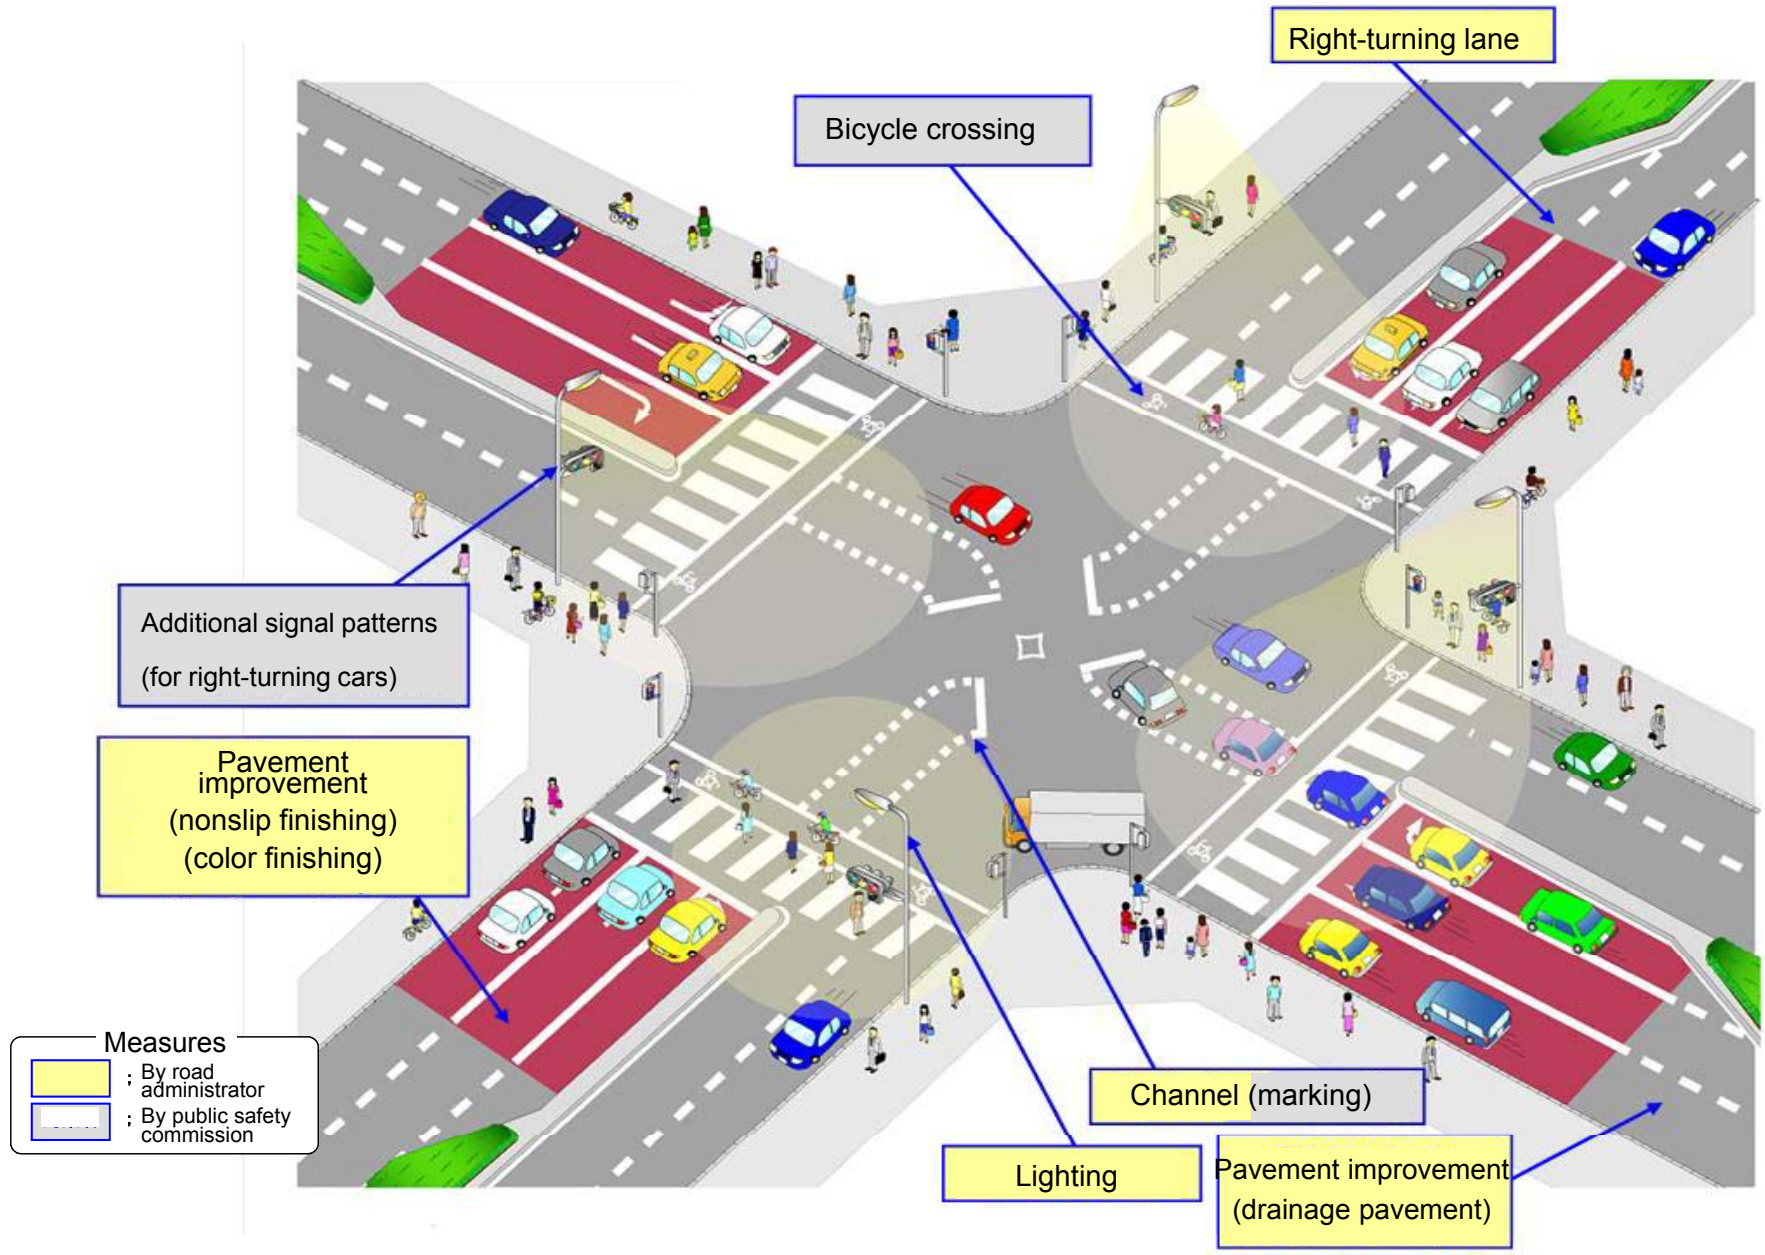 Right-turning lane
Bicycle crossing
Additional signal patterns
(for right-turning cars)
Pavement
improvement
(nonslip finishing)
(color finishing)
Measures
; By road
administrator
; By public safety
commission
Channel (marking)
Lighting
Pavement improvement
(drainage pavement)